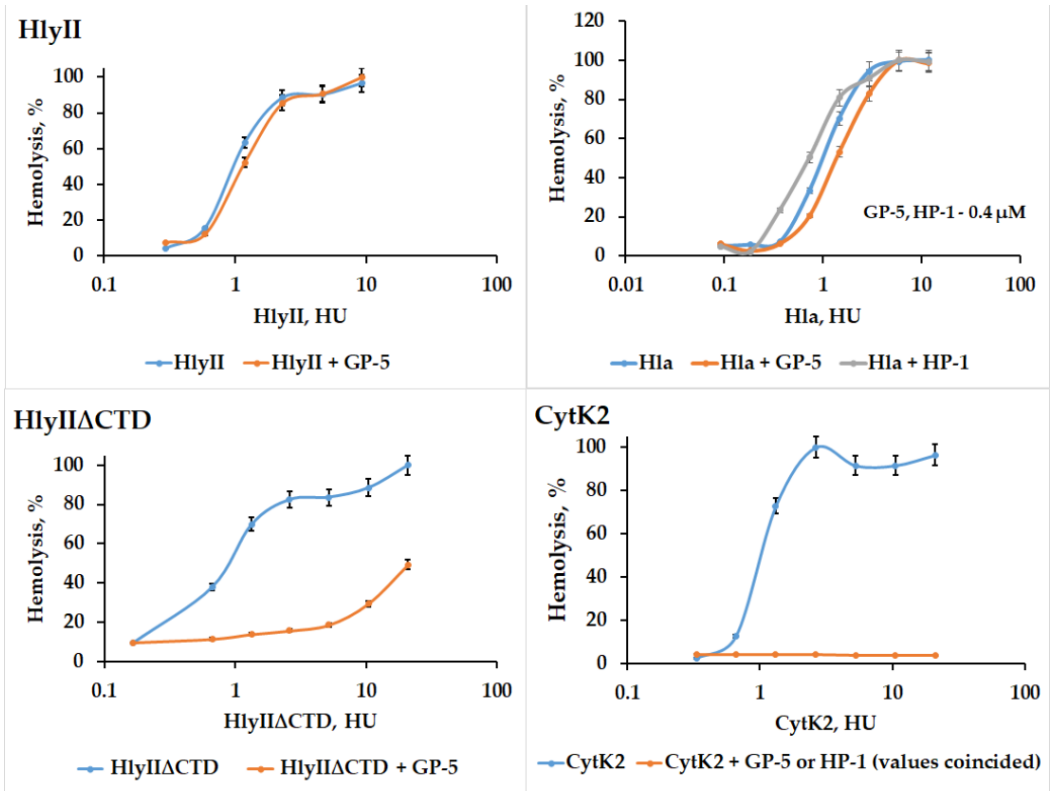 HlyII
Hemolysis, %
100
80
60
40
20
0
0.1 1 10 100
HlyII, HU
HlyII HlyII + GP-5
Hemolysis, %
120
100
80
60
40
20
0
GP-5, HP-1 - 0.4 µM
0.01 0.1 1 10 100
Hla, HU
Hla Hla + GP-5 Hla + HP-1
HlyIIΔCTD
Hemolysis, %
100
80
60
40
20
0
0.1 1 10 100
HlyIIΔCTD, HU
HlyIIΔCTD HlyIIΔCTD + GP-5
CytK2
Hemolysis, %
100
80
60
40
20
0
0.1 1 10 100
CytK2, HU
CytK2 CytK2 + GP-5 or HP-1 (values coincided)